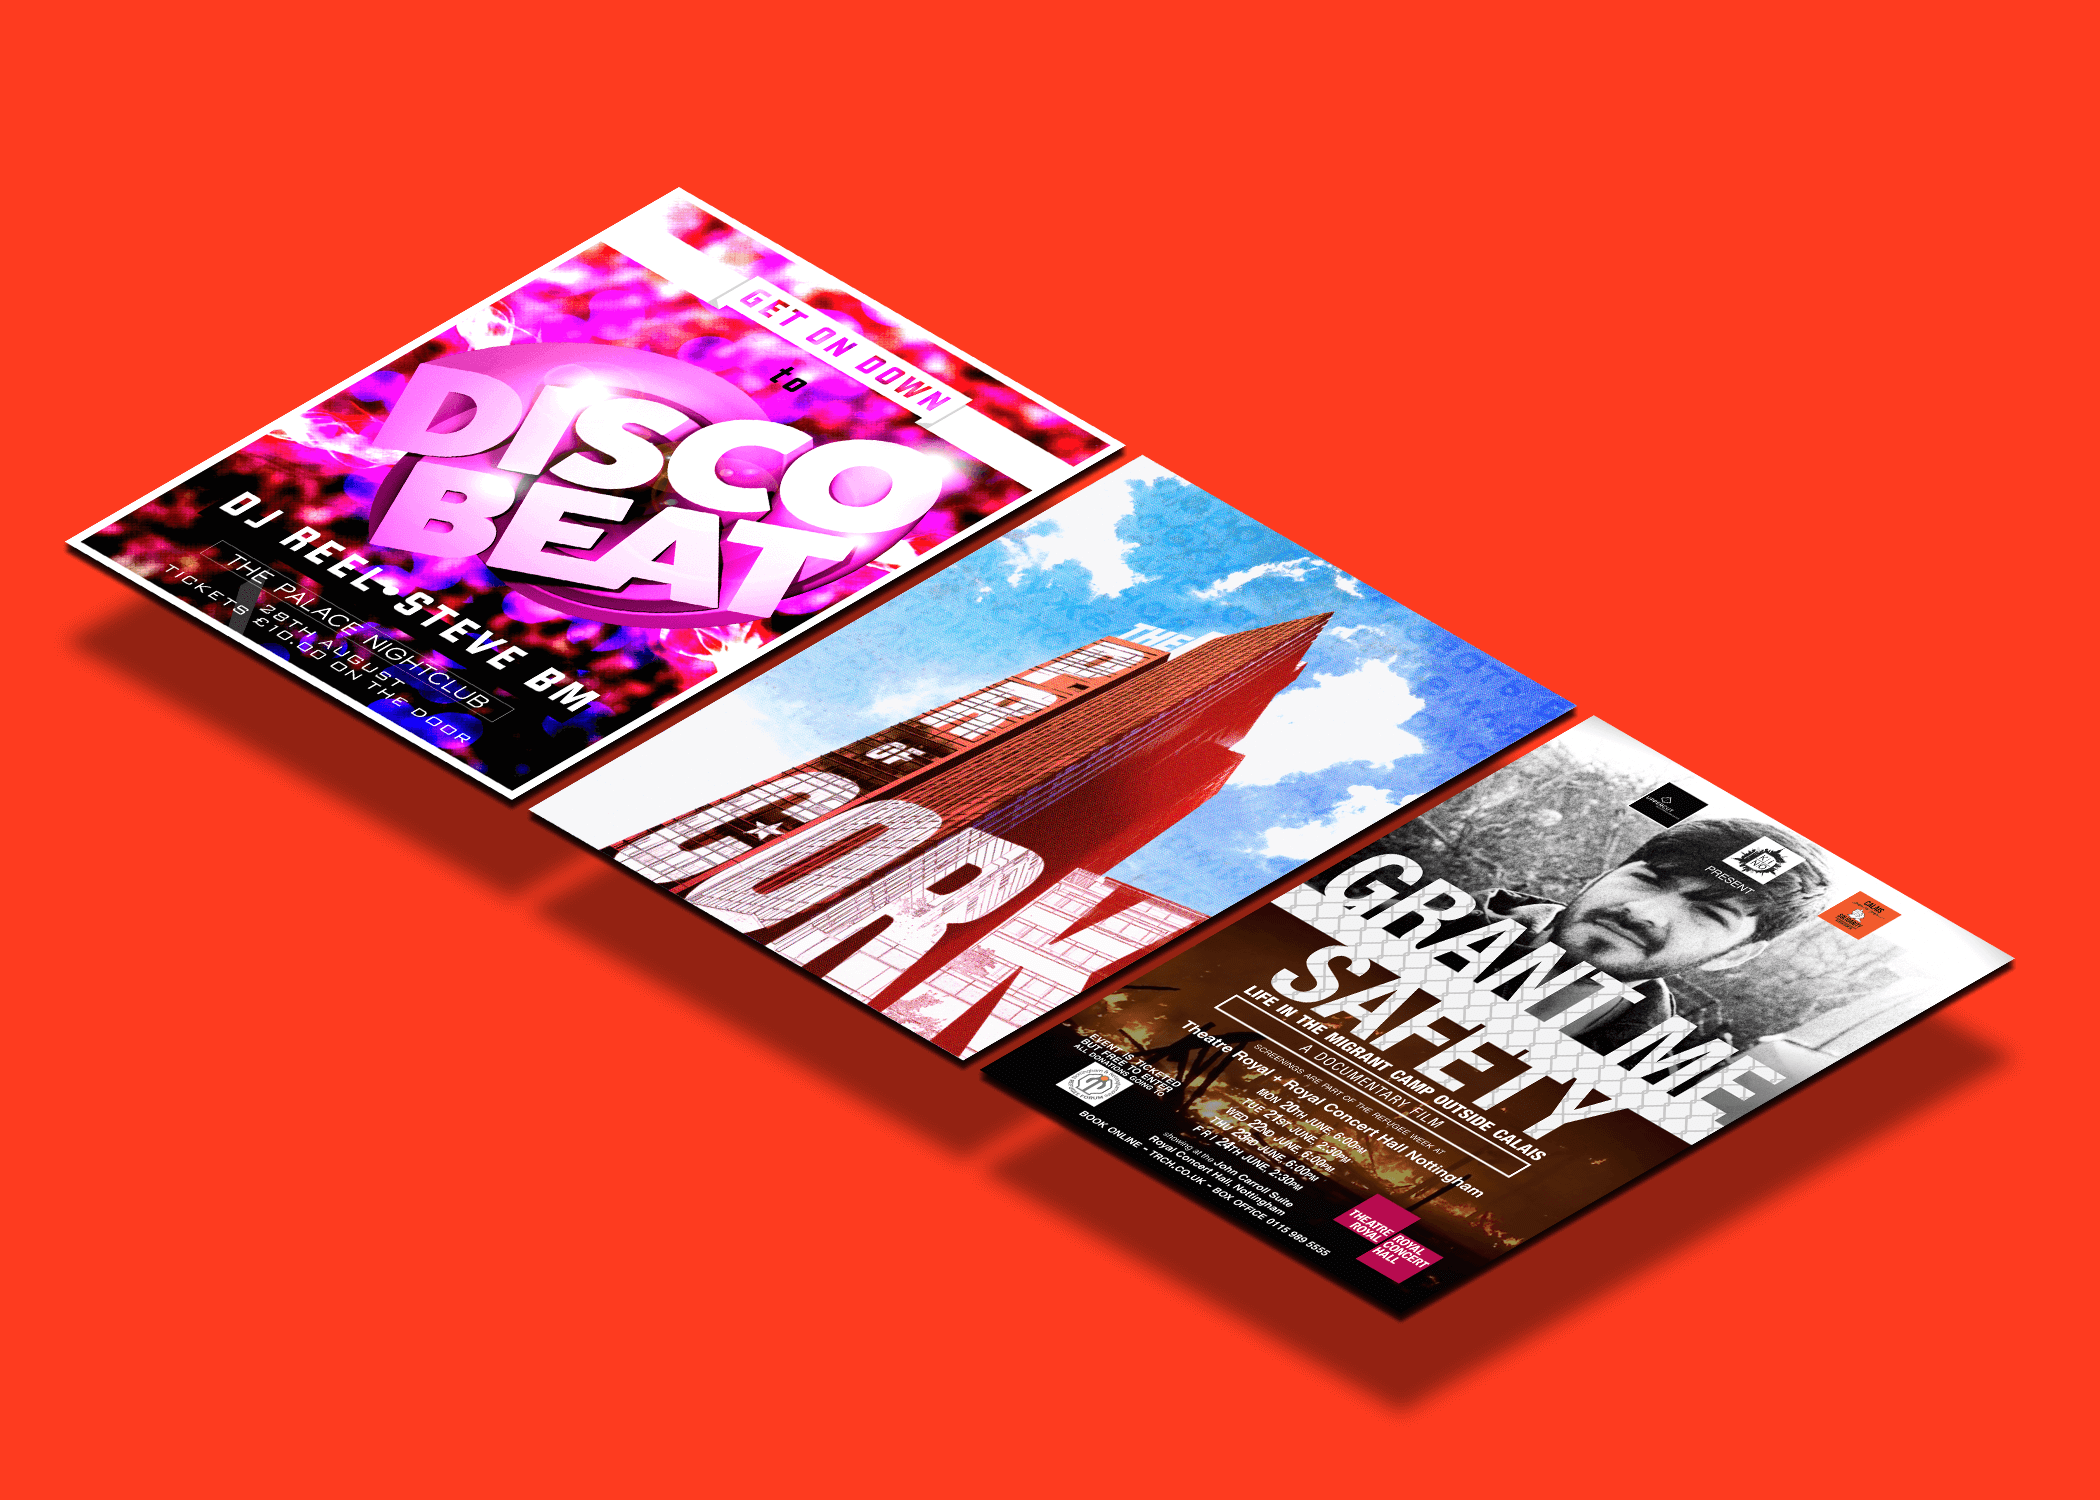 GET ON DOWN
to
DISCO
BEAT
DJ REEL•STEVE BM
THE PALACE NIGHTCLUB
28TH AUGUST
TICKETS £10.00 ON THE DOOR
THE
OF
CORK
PRESENT
CALAIS
GRANT ME
SAFETY
LIFE IN THE MIGRANT CAMP OUTSIDE CALAIS
A DOCUMENTARY FILM
SCREENINGS ARE PART OF THE REFUGEE WEEK AT
Theatre Royal + Royal Concert Hall Nottingham
MON 20TH JUNE, 6:00PM
TUE 21ST JUNE, 2:30PM
WED 22ND JUNE, 6:00PM
THU 23RD JUNE, 6:00PM
FRI 24TH JUNE, 2:30PM
showing at the John Carroll Suite
Royal Concert Hall, Nottingham
BOOK ONLINE - TRCH.CO.UK - BOX OFFICE 0115 989 5555
EVENT IS TICKETED
BUT FREE TO ENTER
ALL DONATIONS GOING TO
THEATRE ROYAL
ROYAL CONCERT
HALL